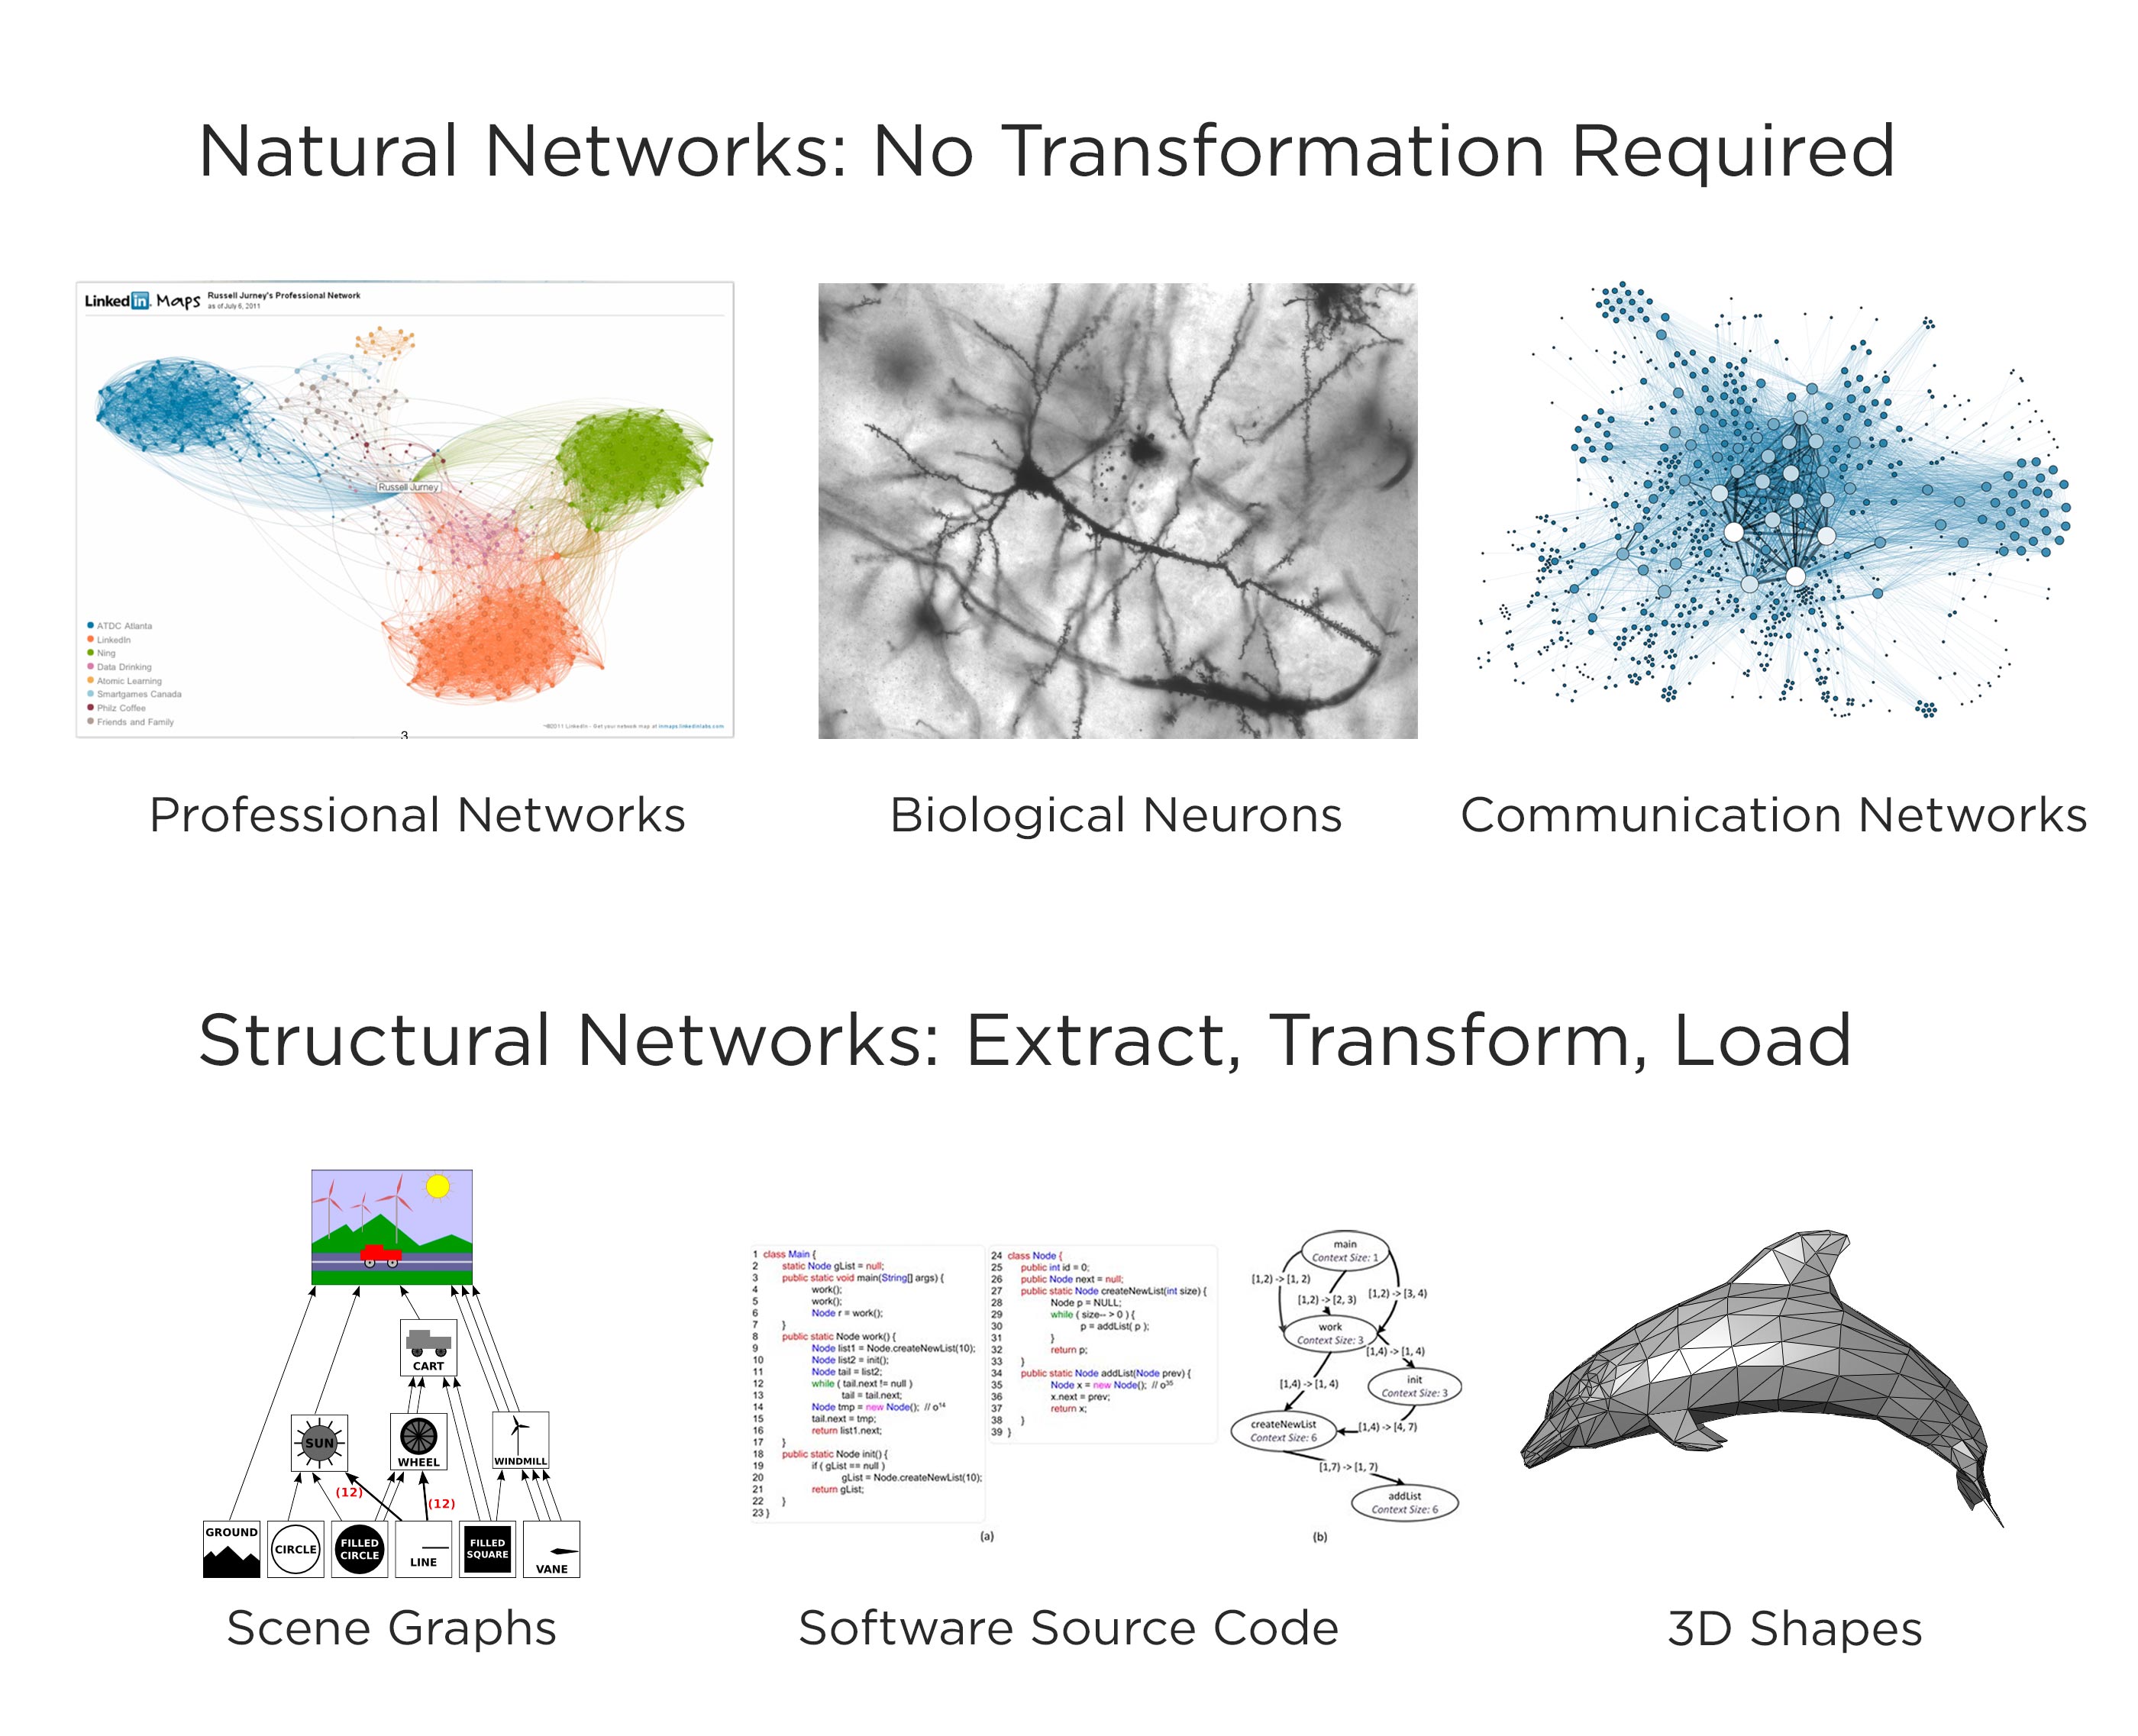 Natural Networks: No Transformation Required
Linked in. Maps
Russell Jurney's Professional Network
as of July 6, 2011
Russell Jurney
ATDC Atlanta
LinkedIn
Ning
Data Drinking
Atomic Learning
Smartgames Canada
Philz Coffee
Friends and Family
©2011 LinkedIn - Get your network map at inmaps.linkedinlabs.com
3
Professional Networks
Biological Neurons
Communication Networks
Structural Networks: Extract, Transform, Load
CART
SUN
WHEEL
WINDMILL
(12)
(12)
GROUND
CIRCLE
FILLED
CIRCLE
LINE
FILLED
SQUARE
VANE
1 class Main {
2 static Node gList = null;
3 public static void main(String[] args) {
4 work();
5 work();
6 Node r = work();
7 }
8 public static Node work() {
9 Node list1 = Node.createNewList(10);
10 Node list2 = init();
11 Node tail = list2;
12 while ( tail.next != null )
13 tail = tail.next;
14 Node tmp = new Node(); // o14
15 tail.next = tmp;
16 return list1.next;
17 }
18 public static Node init() {
19 if ( gList == null )
20 gList = Node.createNewList(10);
21 return gList;
22 }
23 }
24 class Node {
25 public int id = 0;
26 public Node next = null;
27 public static Node createNewList(int size) {
28 Node p = NULL;
29 while ( size-- > 0 ) {
30 p = addList( p );
31 }
32 return p;
33 }
34 public static Node addList(Node prev) {
35 Node x = new Node(); // o35
36 x.next = prev;
37 return x;
38 }
39 }
(a)
main
Context Size: 1
[1,2) -> [1, 2)
[1,2) -> [2, 3)
[1,2) -> [3, 4)
work
Context Size: 3
[1,4) -> [1, 4)
[1,4) -> [1, 4)
init
Context Size: 3
createNewList
Context Size: 6
[1,4) -> [4, 7)
[1,7) -> [1, 7)
addList
Context Size: 6
(b)
Scene Graphs
Software Source Code
3D Shapes